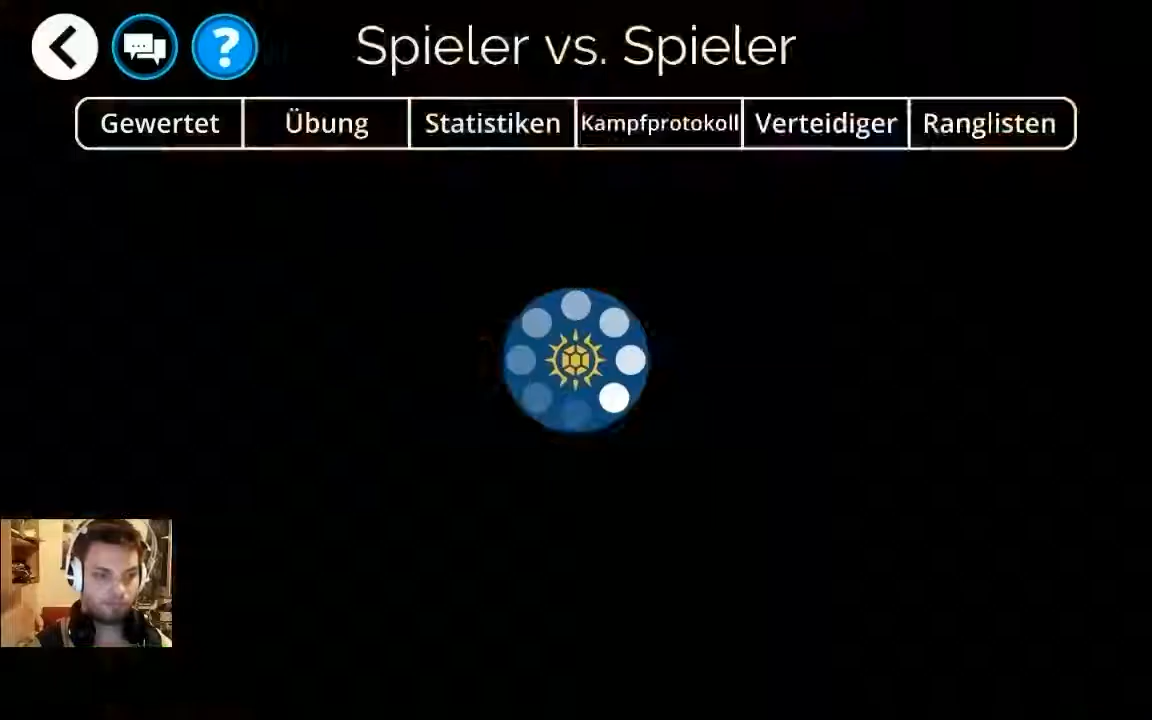 Spieler vs. Spieler
Gewertet Übung Statistiken Kampfprotokoll Verteidiger Ranglisten